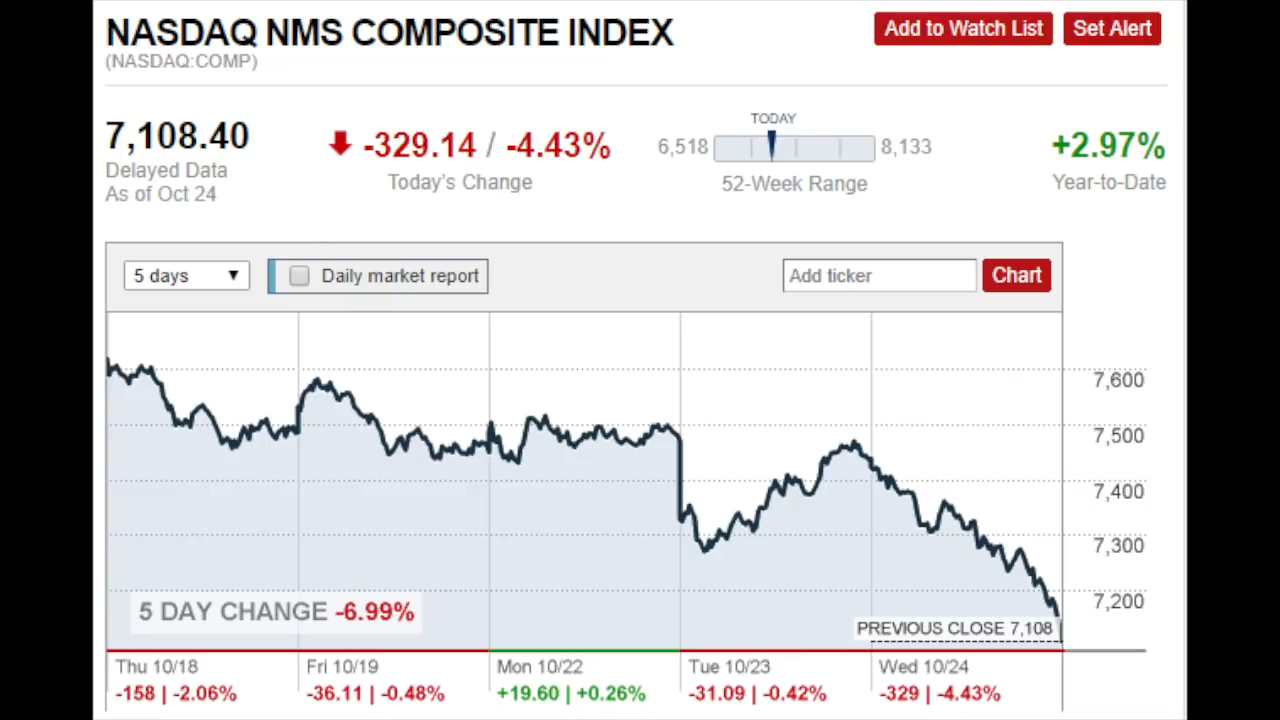 NASDAQ NMS COMPOSITE INDEX
Add to Watch List
Set Alert
(NASDAQ:COMP)
7,108.40
Delayed Data
As of Oct 24
-329.14 / -4.43%
Today's Change
TODAY
6,518
8,133
52-Week Range
+2.97%
Year-to-Date
5 days
Daily market report
Add ticker
Chart
7,600
7,500
7,400
7,300
7,200
5 DAY CHANGE -6.99%
PREVIOUS CLOSE 7,108
Thu 10/18
-158 | -2.06%
Fri 10/19
-36.11 | -0.48%
Mon 10/22
+19.60 | +0.26%
Tue 10/23
-31.09 | -0.42%
Wed 10/24
-329 | -4.43%